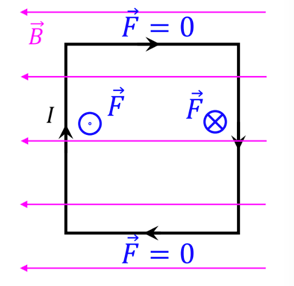 B⃗
F⃗ = 0
I
F⃗
F⃗
F⃗ = 0